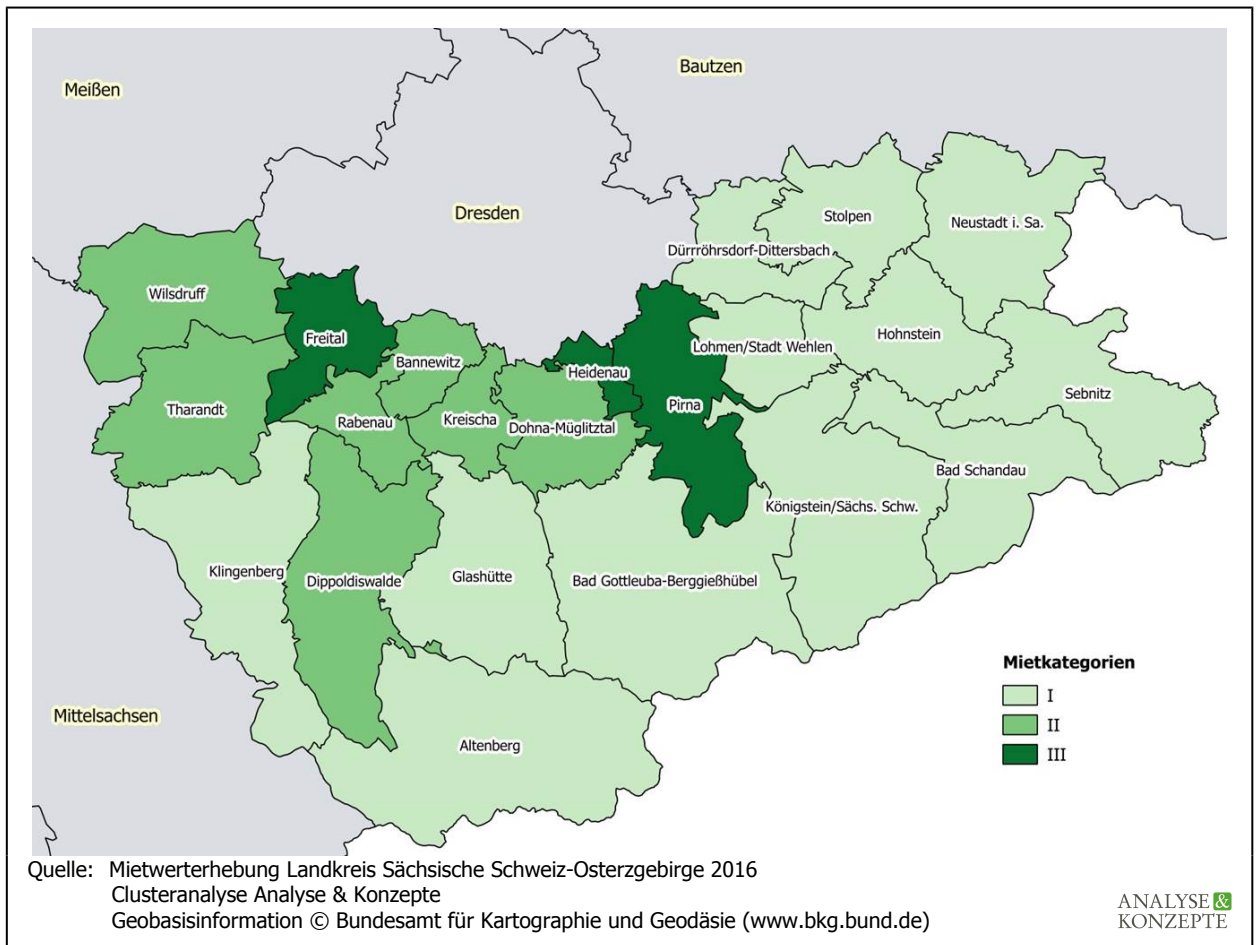 Bautzen
Meißen
Dresden
Stolpen
Neustadt i. Sa.
Dürrröhrsdorf-Dittersbach
Wilsdruff
Freital
Hohnstein
Lohmen/Stadt Wehlen
Bannewitz
Heidenau
Sebnitz
Tharandt
Pirna
Rabenau
Kreischa
Dohna-Müglitztal
Bad Schandau
Königstein/Sächs. Schw.
Klingenberg
Dippoldiswalde
Glashütte
Bad Gottleuba-Berggießhübel
Mittelsachsen
Altenberg
Mietkategorien
I
II
III
Quelle: Mietwerterhebung Landkreis Sächsische Schweiz-Osterzgebirge 2016
Clusteranalyse Analyse & Konzepte
Geobasisinformation © Bundesamt für Kartographie und Geodäsie (www.bkg.bund.de)
ANALYSE &
KONZEPTE